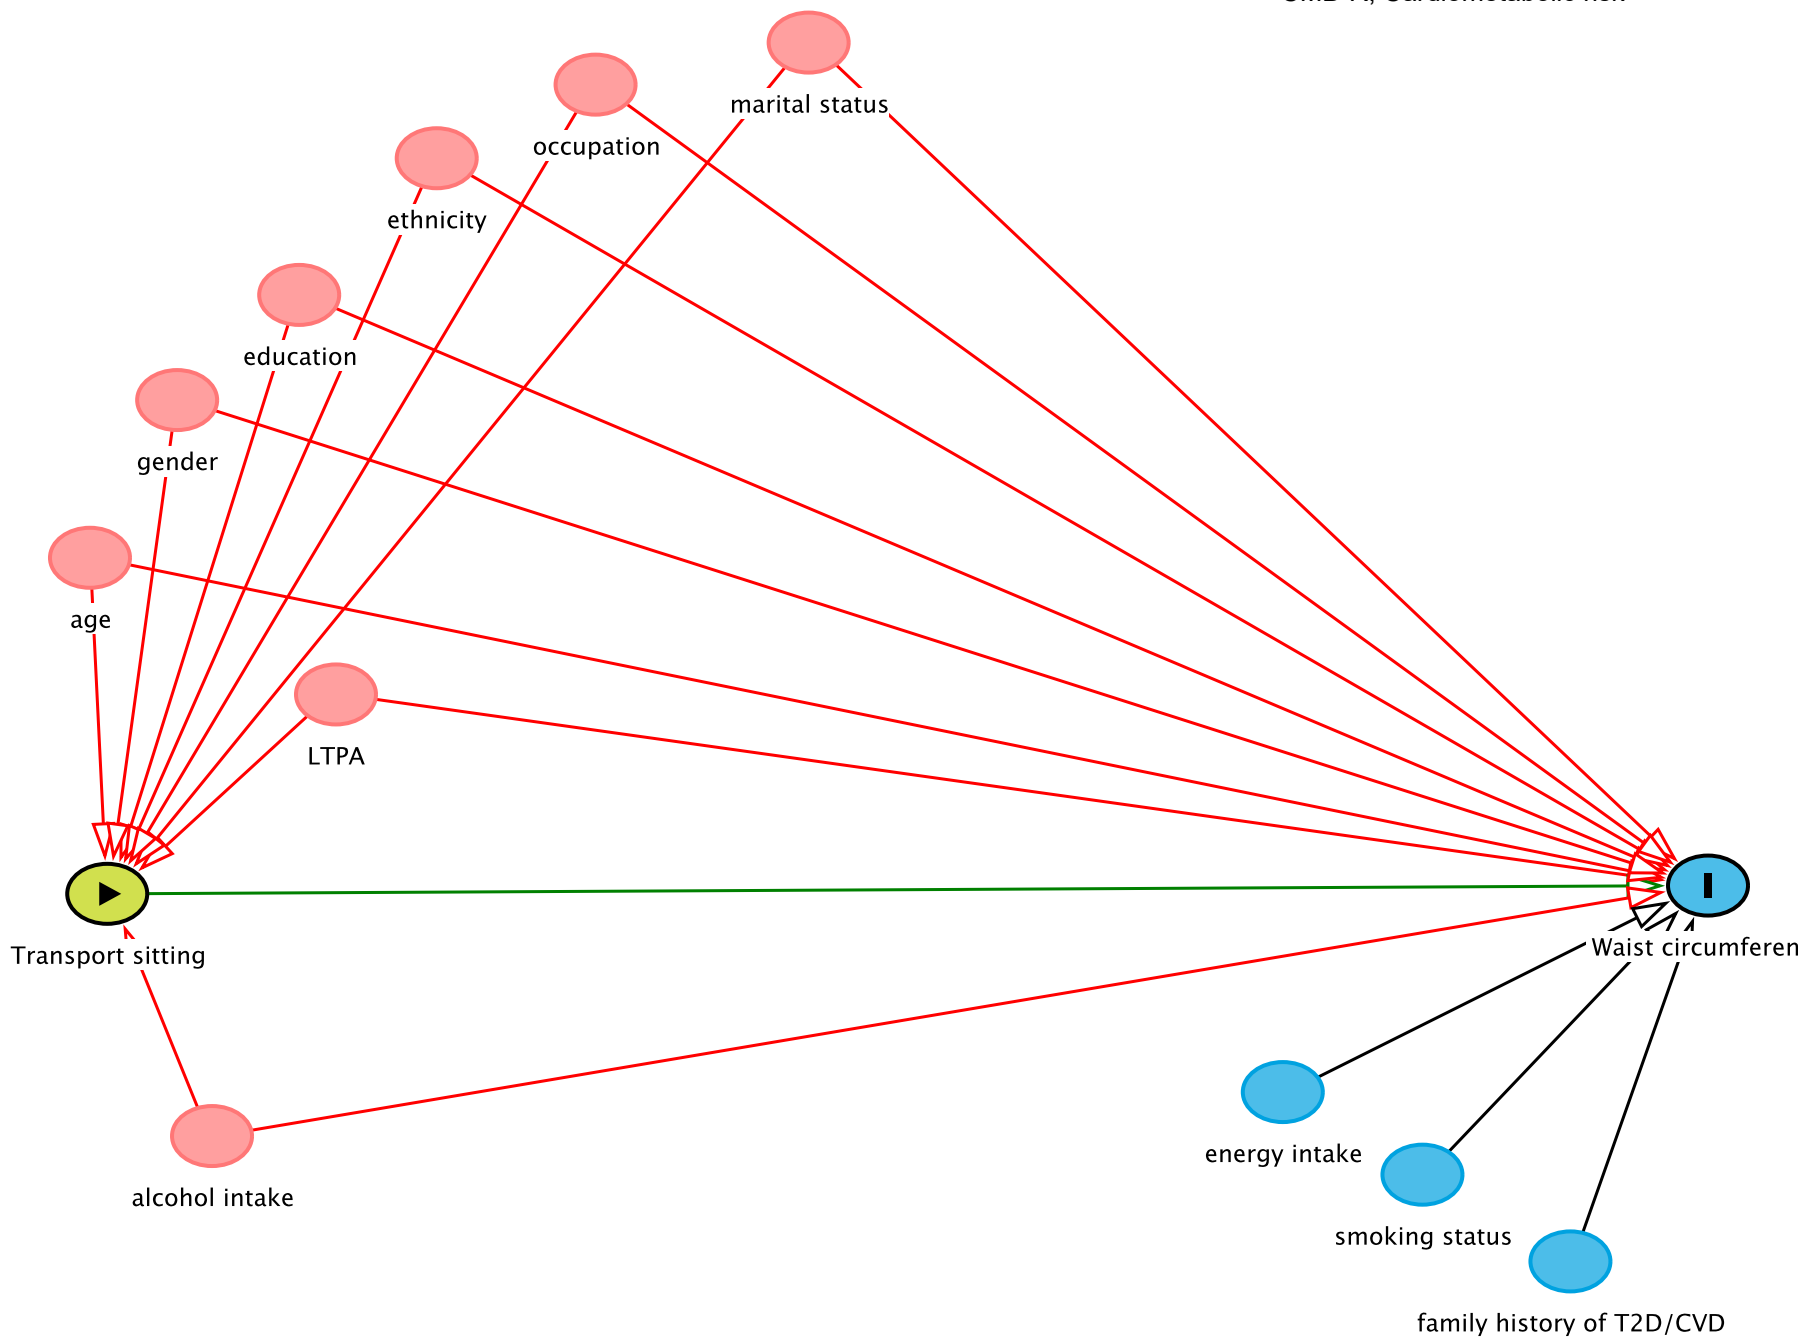 marital status
occupation
ethnicity
education
gender
age
LTPA
Transport sitting
Waist circumferen
energy intake
alcohol intake
smoking status
family history of T2D/CVD